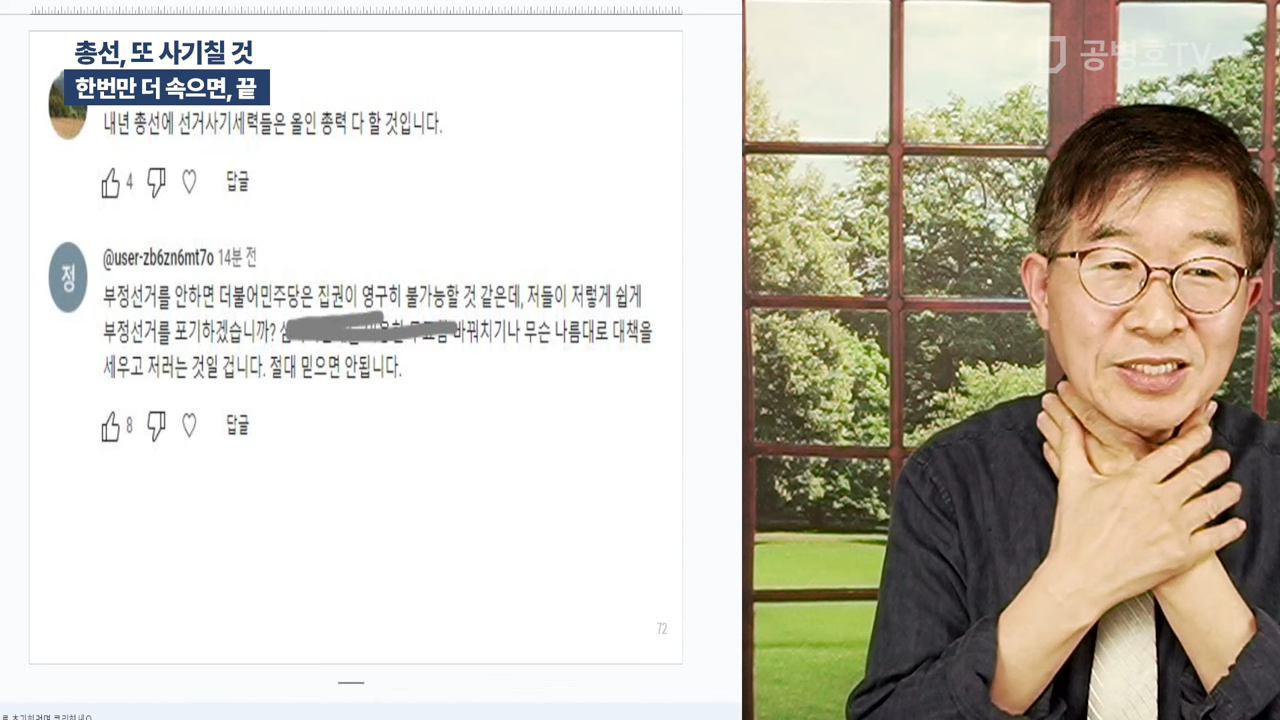 총선, 또 사기칠 것
한번만 더 속으면, 끝
공병호TV
내년 총선에 선거사기세력들은 올인 총력 다 할 것입니다.
4 답글
정
@user-zb6zn6mt7o 14분 전
부정선거를 안하면 더불어민주당은 집권이 영구히 불가능할 것 같은데, 저들이 저렇게 쉽게
부정선거를 포기하겠습니까? 바꿔치기나 무슨 나름대로 대책을
세우고 저러는 것일 겁니다. 절대 믿으면 안됩니다.
8 답글
72